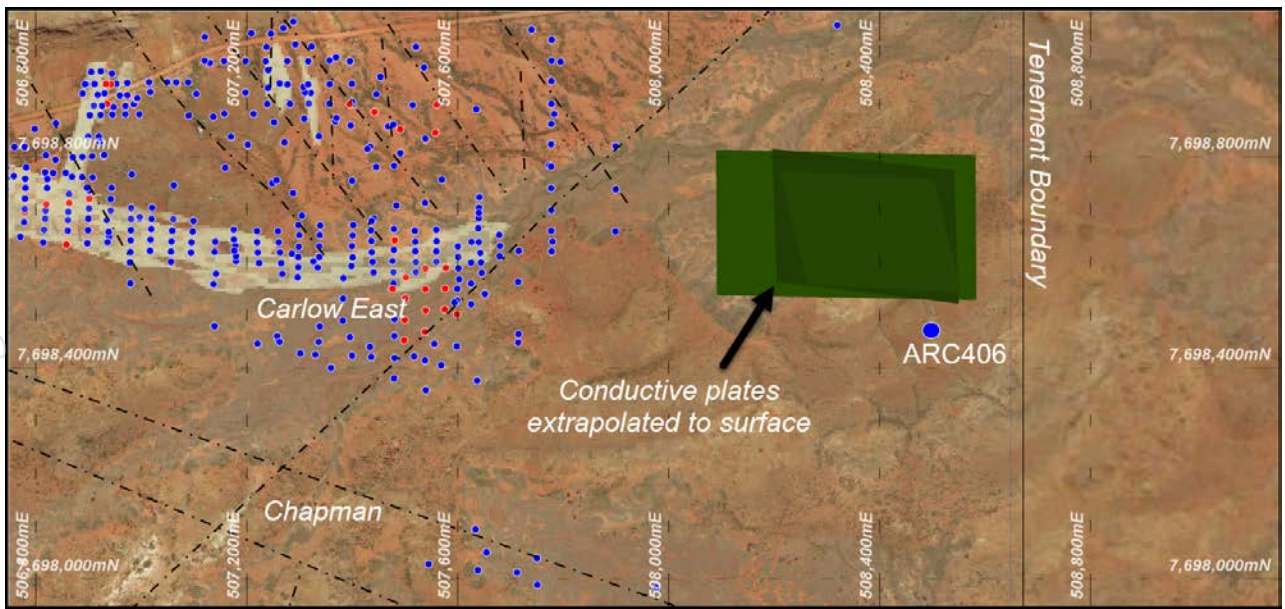 506,800mE
507,200mE
507,600mE
508,000mE
508,400mE
508,800mE
Tenement Boundary
7,698,800mN
7,698,800mN
Carlow East
7,698,400mN
7,698,400mN
ARC406
Conductive plates
extrapolated to surface
Chapman
7,698,000mN
7,698,000mN
506,800mE
507,200mE
507,600mE
508,000mE
508,400mE
508,800mE